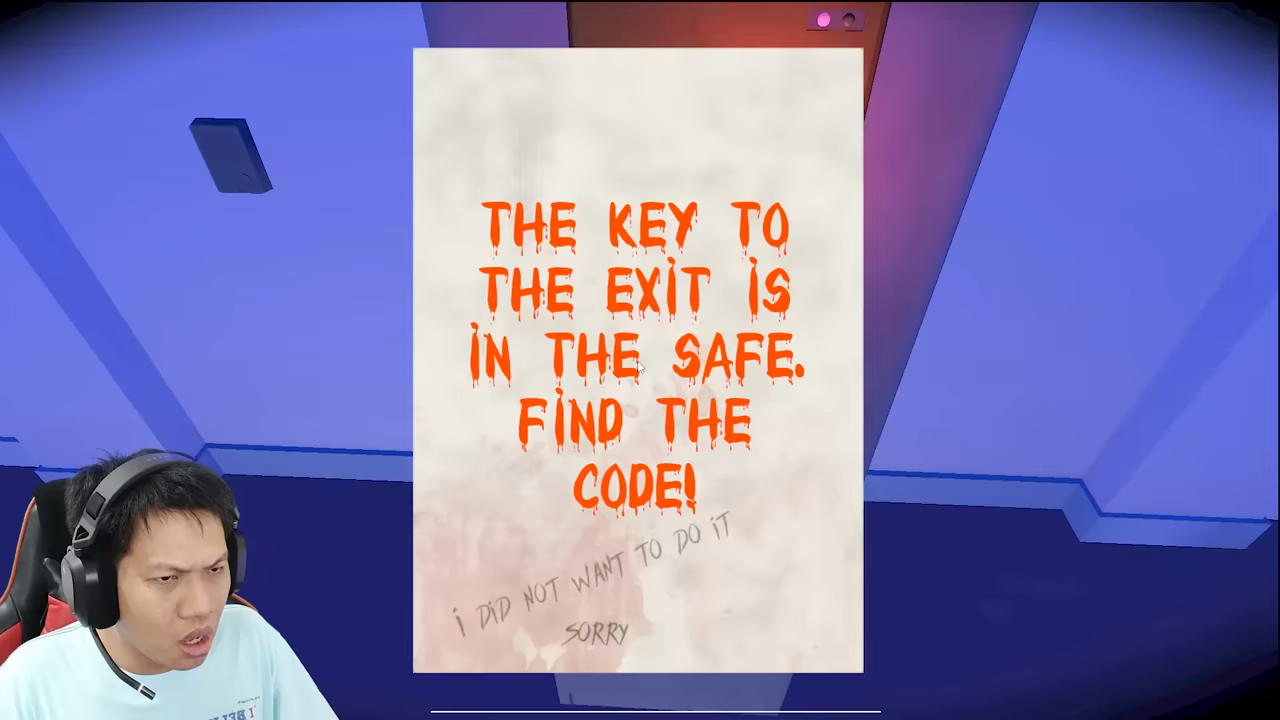 THE KEY TO
THE EXIT IS
IN THE SAFE.
FIND THE
CODE!
I DID NOT WANT TO DO IT
SORRY